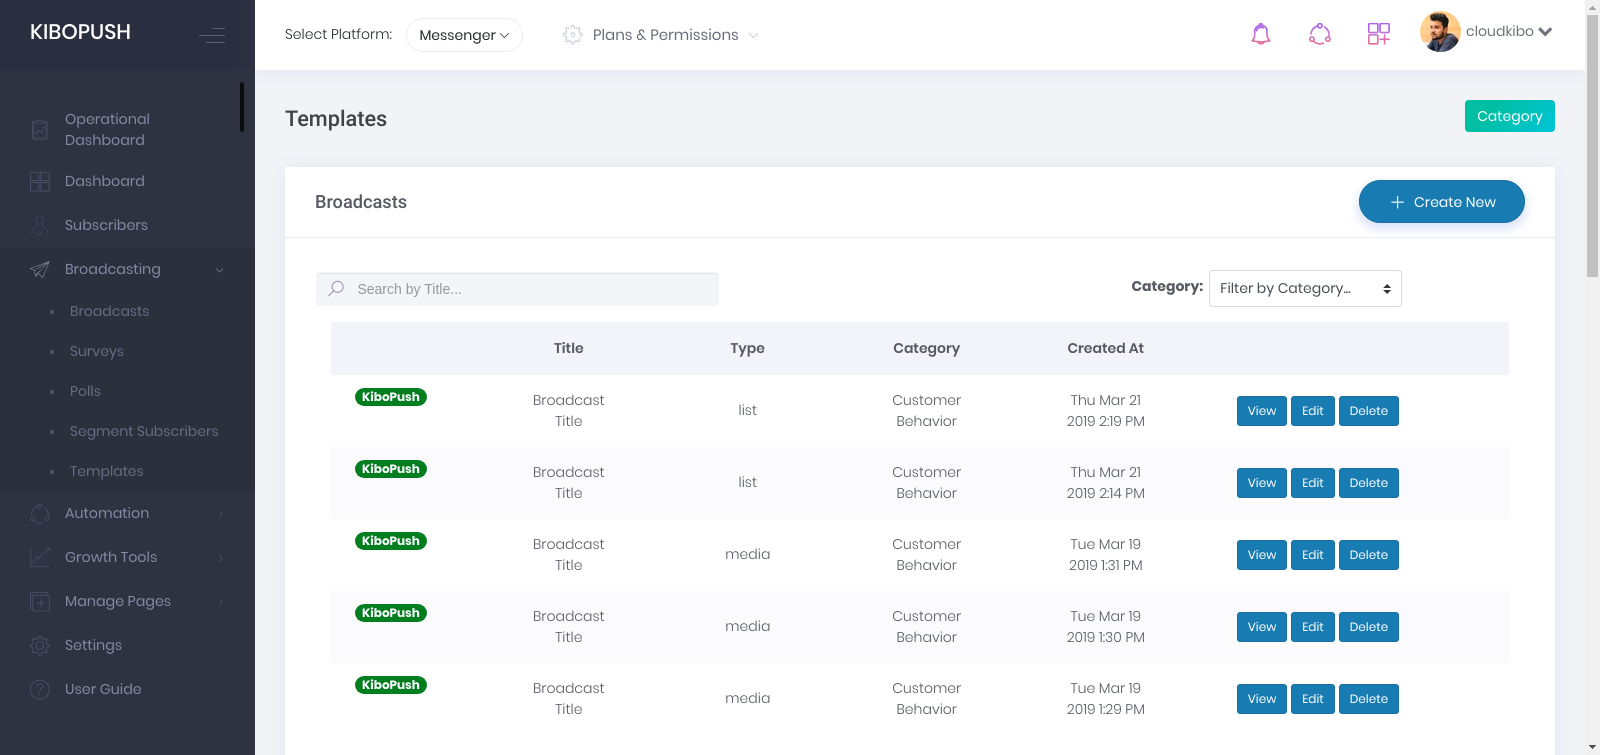 KIBOPUSH
Select Platform: Messenger
Plans & Permissions
cloudkibo
Operational
Dashboard
Dashboard
Subscribers
Broadcasting
Broadcasts
Surveys
Polls
Segment Subscribers
Templates
Automation
Growth Tools
Manage Pages
Settings
User Guide
Templates
Category
Broadcasts
Create New
Search by Title...
Category: Filter by Category...
Title Type Category Created At
KiboPush
Broadcast
Title
list
Customer
Behavior
Thu Mar 21
2019 2:19 PM
View Edit Delete
KiboPush
Broadcast
Title
list
Customer
Behavior
Thu Mar 21
2019 2:14 PM
View Edit Delete
KiboPush
Broadcast
Title
media
Customer
Behavior
Tue Mar 19
2019 1:31 PM
View Edit Delete
KiboPush
Broadcast
Title
media
Customer
Behavior
Tue Mar 19
2019 1:30 PM
View Edit Delete
KiboPush
Broadcast
Title
media
Customer
Behavior
Tue Mar 19
2019 1:29 PM
View Edit Delete